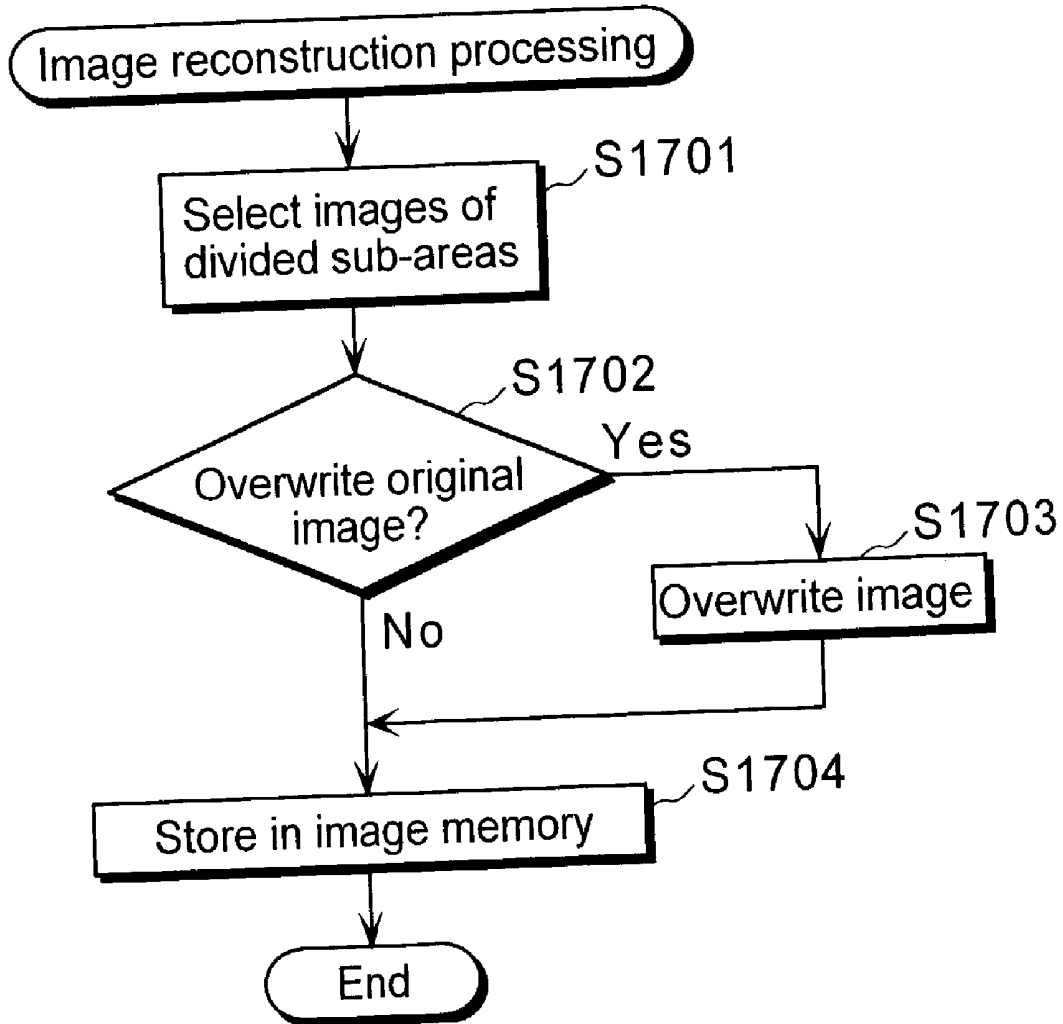 Image reconstruction processing
S1701
Select images of
divided sub-areas
S1702
Yes
Overwrite original
image?
S1703
Overwrite image
No
S1704
Store in image memory
End